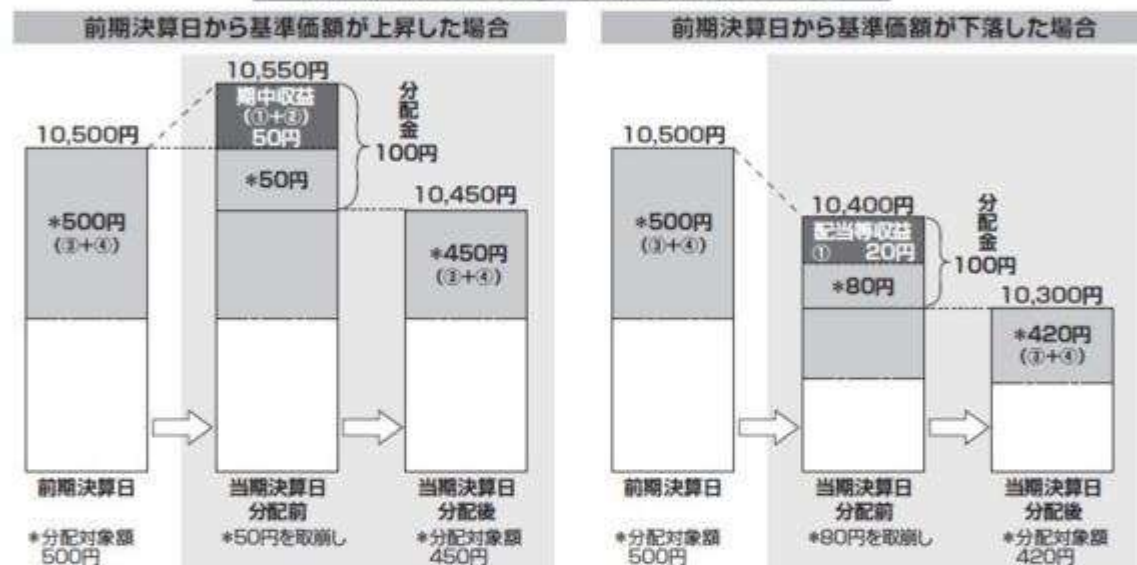 前期決算日から基準価額が上昇した場合
10,550円
期中収益
(①+②)
50円
分配金
100円
10,500円
*50円
10,450円
*500円
(③+④)
*450円
(③+④)
前期決算日
当期決算日
分配前
当期決算日
分配後
*分配対象額
500円
*50円を取崩し
*分配対象額
450円
前期決算日から基準価額が下落した場合
10,500円
*500円
(③+④)
10,400円
配当等収益
① 20円
分配金
100円
*80円
10,300円
*420円
(③+④)
前期決算日
当期決算日
分配前
当期決算日
分配後
*分配対象額
500円
*80円を取崩し
*分配対象額
420円